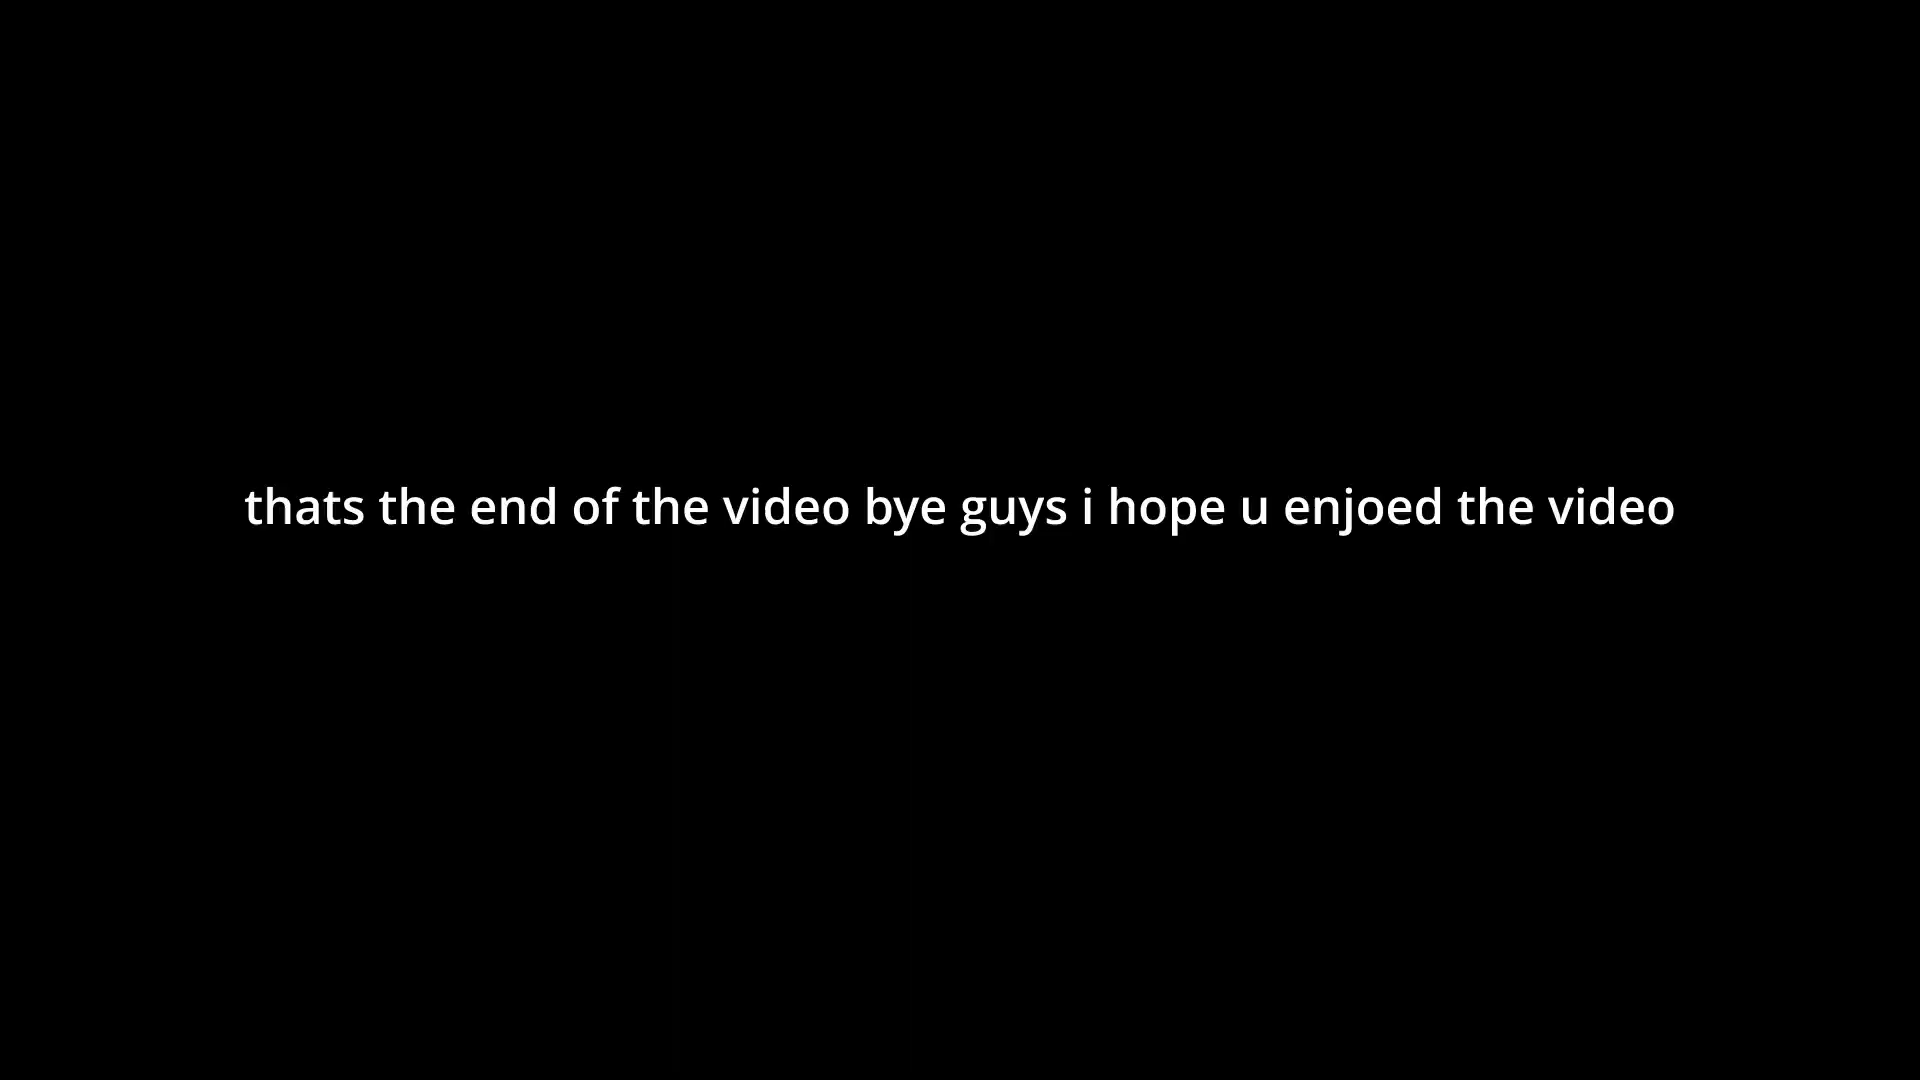 thats the end of the video bye guys i hope u enjoed the video